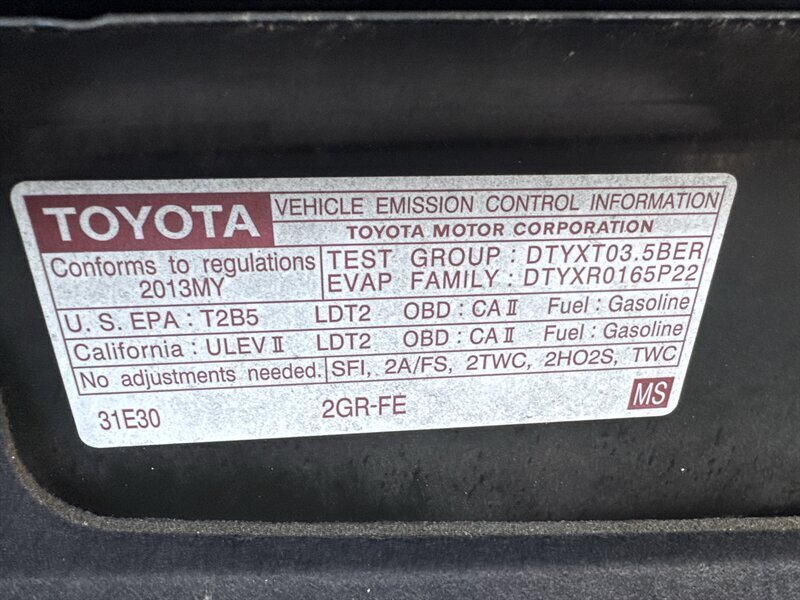 TOYOTA
VEHICLE EMISSION CONTROL INFORMATION
TOYOTA MOTOR CORPORATION
Conforms to regulations
2013MY
TEST GROUP : DTYXT03.5BER
EVAP FAMILY : DTYXR0165P22
U. S. EPA : T2B5 LDT2 OBD : CA II Fuel : Gasoline
California : ULEV II LDT2 OBD : CA II Fuel : Gasoline
No adjustments needed. SFI, 2A/FS, 2TWC, 2HO2S, TWC
31E30 2GR-FE MS